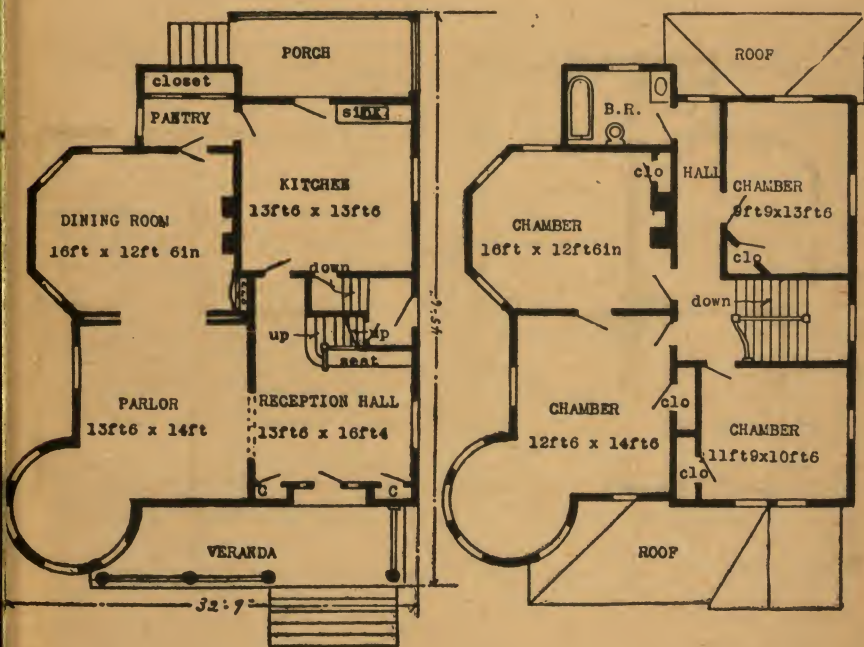 PORCH
closet
PANTRY
sink
KITCHEN
13ft6 x 13ft6
DINING ROOM
16ft x 12ft 6in
down
up
up
seat
PARLOR
13ft6 x 14ft
RECEPTION HALL
13ft6 x 16ft4
C
C
VERANDA
32'-9"
45'-6"
ROOF
B.R.
clo
HALL
CHAMBER
9ft9x13ft6
clo
CHAMBER
16ft x 12ft6in
down
CHAMBER
12ft6 x 14ft6
clo
CHAMBER
11ft9x10ft6
clo
ROOF